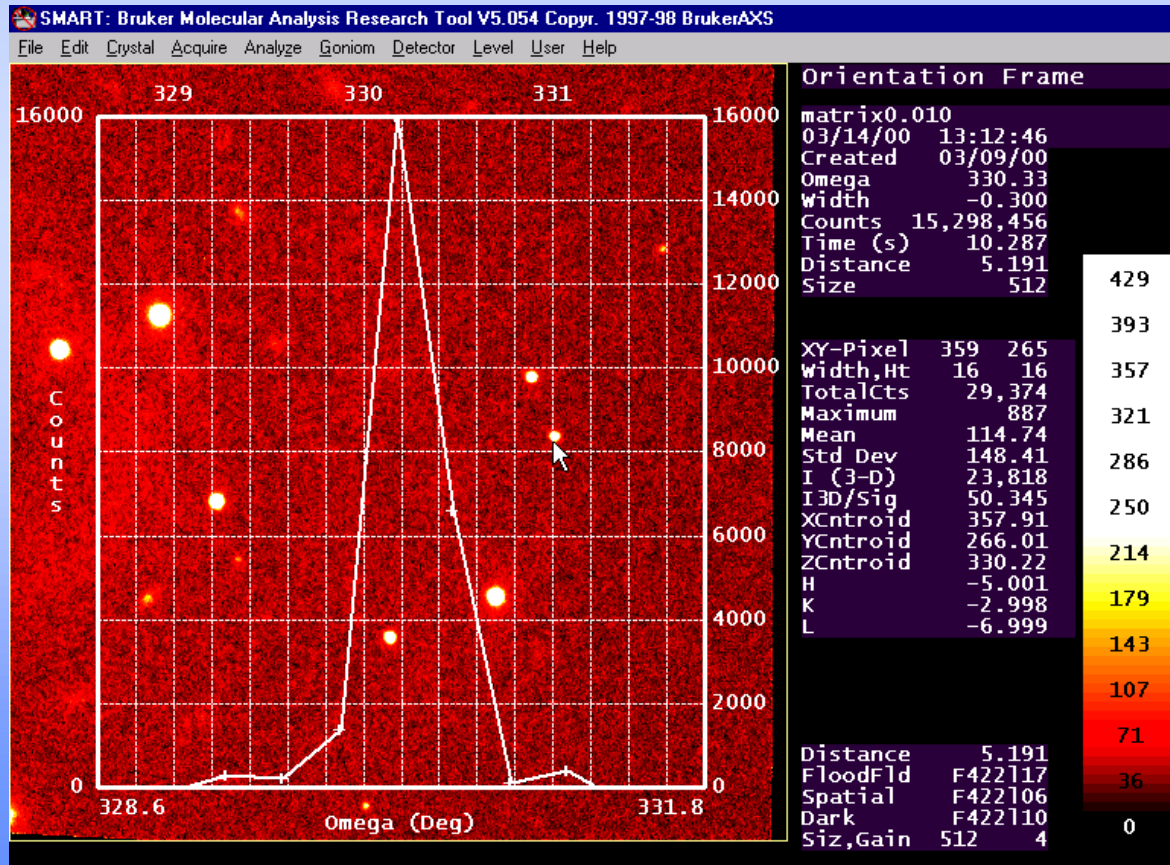 SMART: Bruker Molecular Analysis Research Tool V5.054 Copyr. 1997-98 BrukerAXS
File Edit Crystal Acquire Analyze Goniom Detector Level User Help
329 330 331
16000
16000
14000
12000
10000
8000
6000
4000
2000
0
0
Counts
328.6
331.8
Omega (Deg)
Orientation Frame
matrix0.010
03/14/00 13:12:46
Created 03/09/00
Omega 330.33
Width -0.300
Counts 15,298,456
Time (s) 10.287
Distance 5.191
Size 512
XY-Pixel 359 265
Width,Ht 16 16
TotalCts 29,374
Maximum 887
Mean 114.74
Std Dev 148.41
I (3-D) 23,818
I3D/Sig 50.345
XCntroid 357.91
YCntroid 266.01
ZCntroid 330.22
H -5.001
K -2.998
L -6.999
Distance 5.191
FloodFld F422l17
Spatial F422l06
Dark F422l10
Siz,Gain 512 4
429
393
357
321
286
250
214
179
143
107
71
36
0